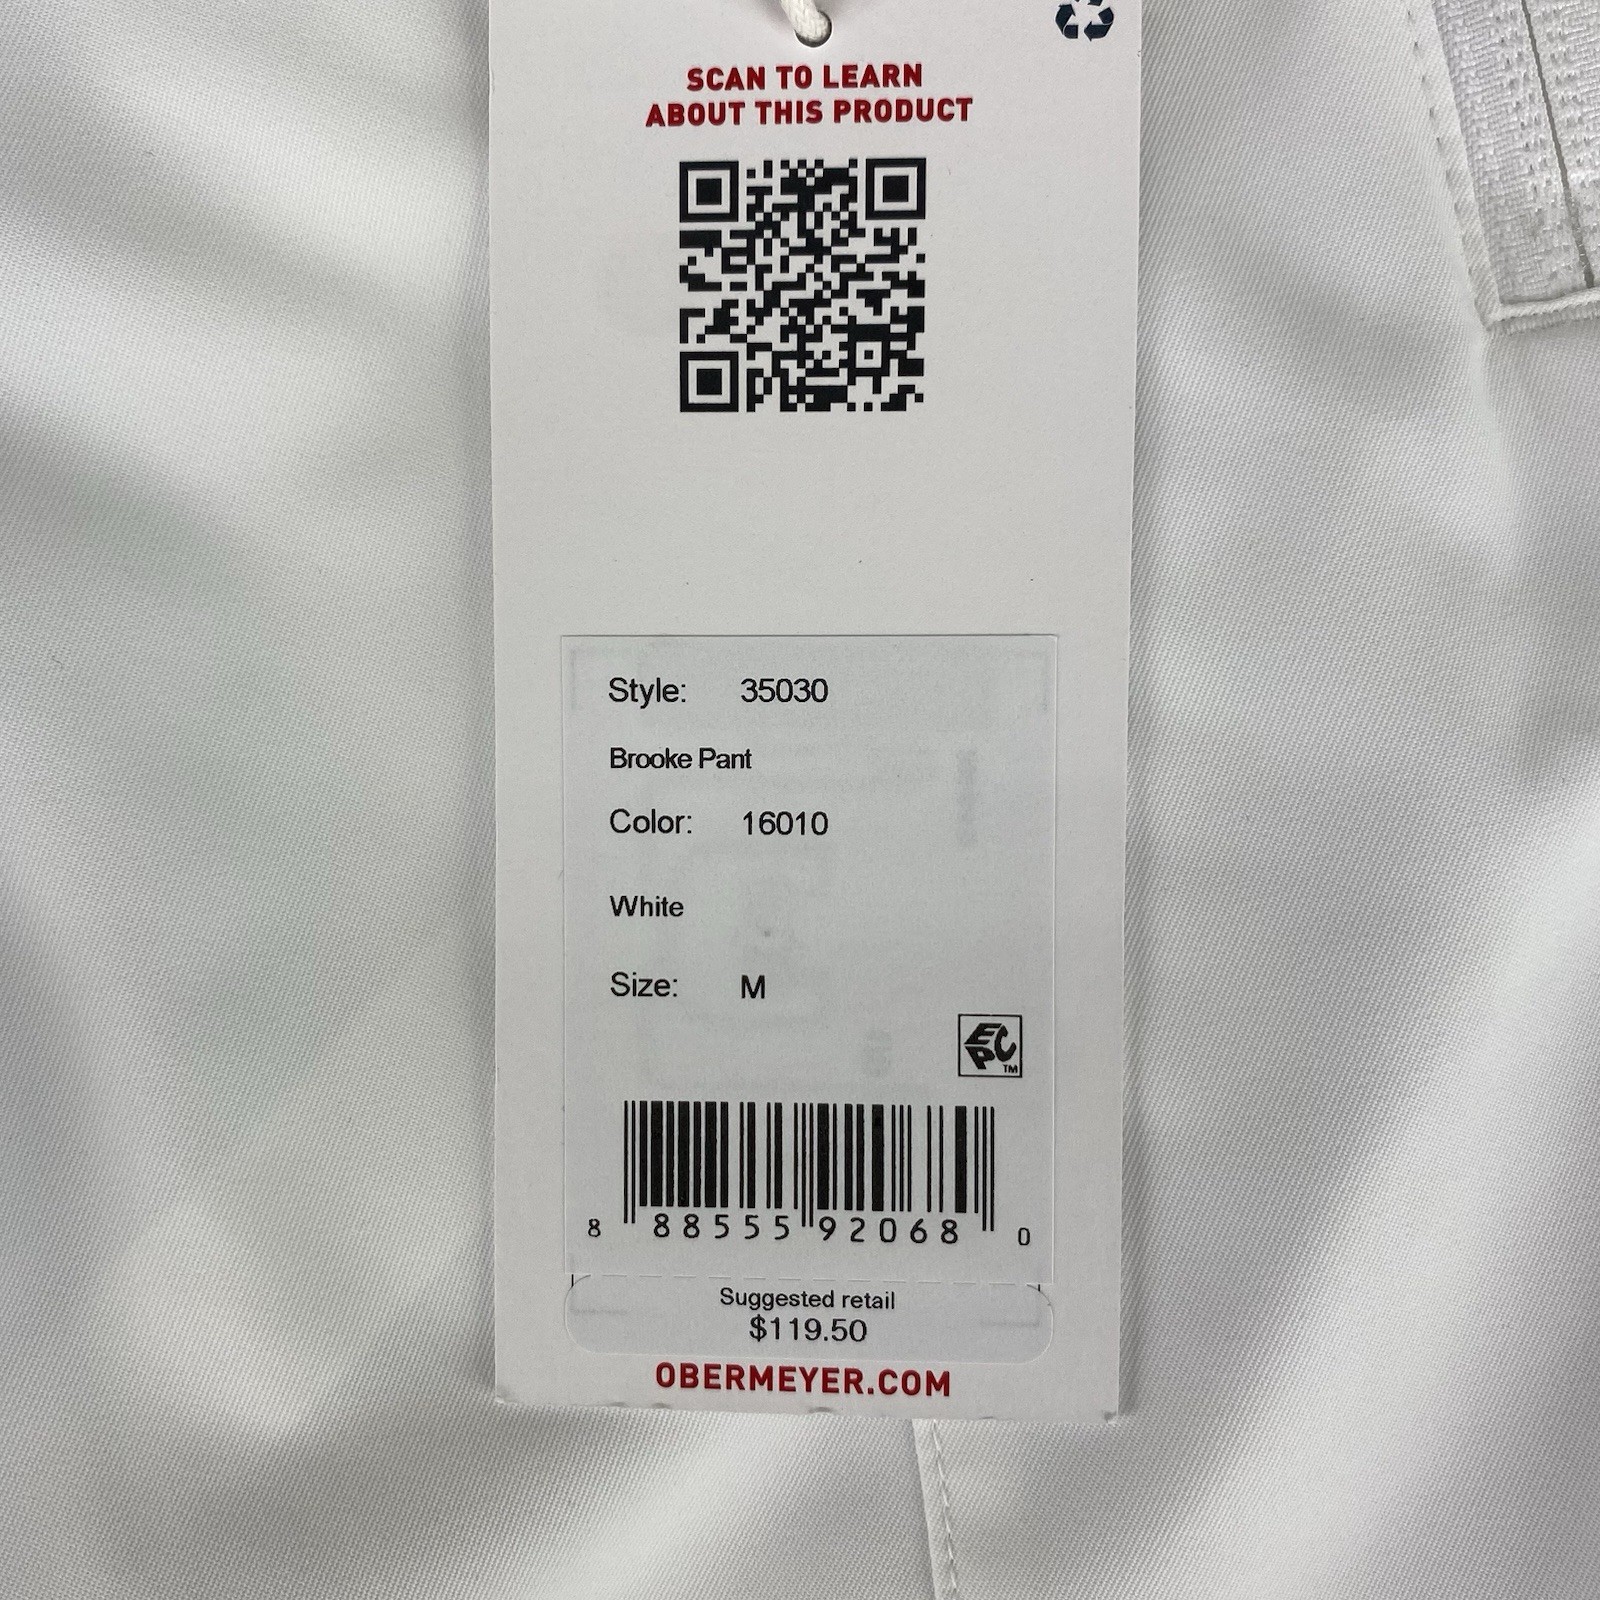 SCAN TO LEARN
ABOUT THIS PRODUCT
Style: 35030
Brooke Pant
Color: 16010
White
Size: M
EPC TM
8 88555 92068 0
Suggested retail
$119.50
OBERMEYER.COM